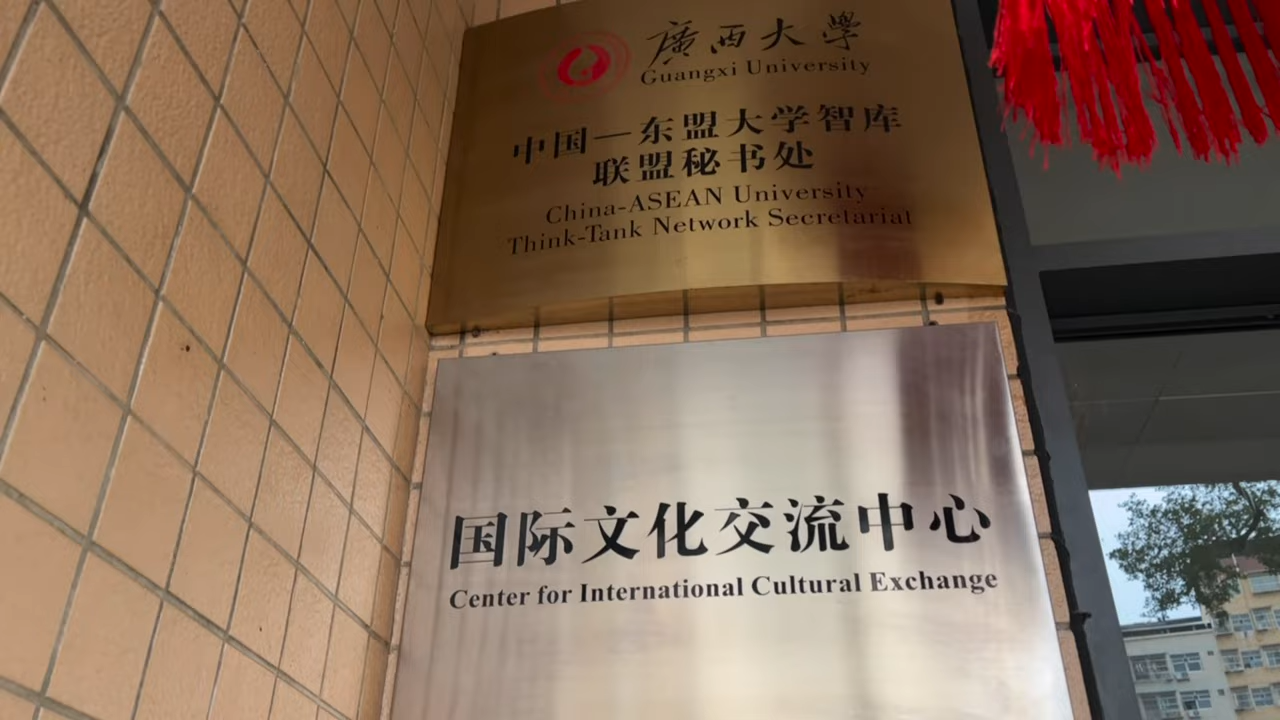 廣西大學
Guangxi University
中国—东盟大学智库
联盟秘书处
China-ASEAN University
Think-Tank Network Secretariat
国际文化交流中心
Center for International Cultural Exchange